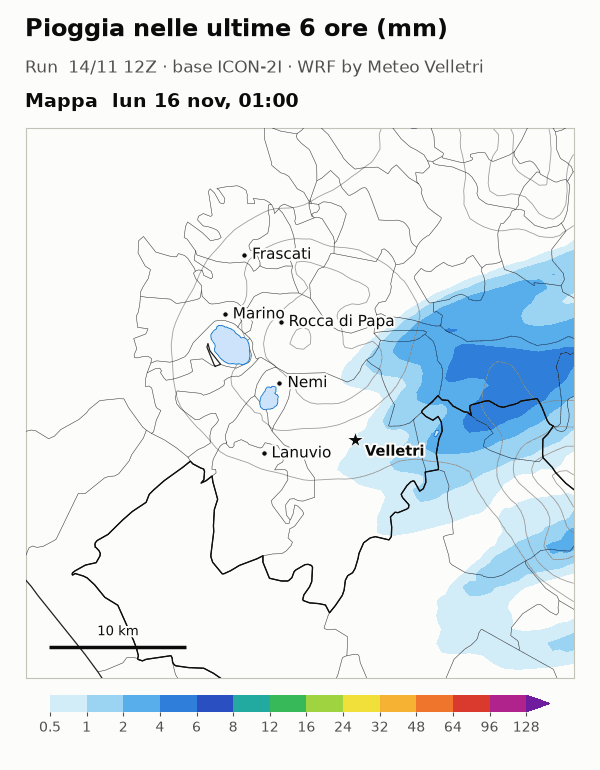 Pioggia nelle ultime 6 ore (mm)
Run 14/11 12Z · base ICON-2I · WRF by Meteo Velletri
Mappa lun 16 nov, 01:00
Frascati
Marino
Rocca di Papa
Nemi
Velletri
Lanuvio
10 km
0.5 1 2 4 6 8 12 16 24 32 48 64 96 128